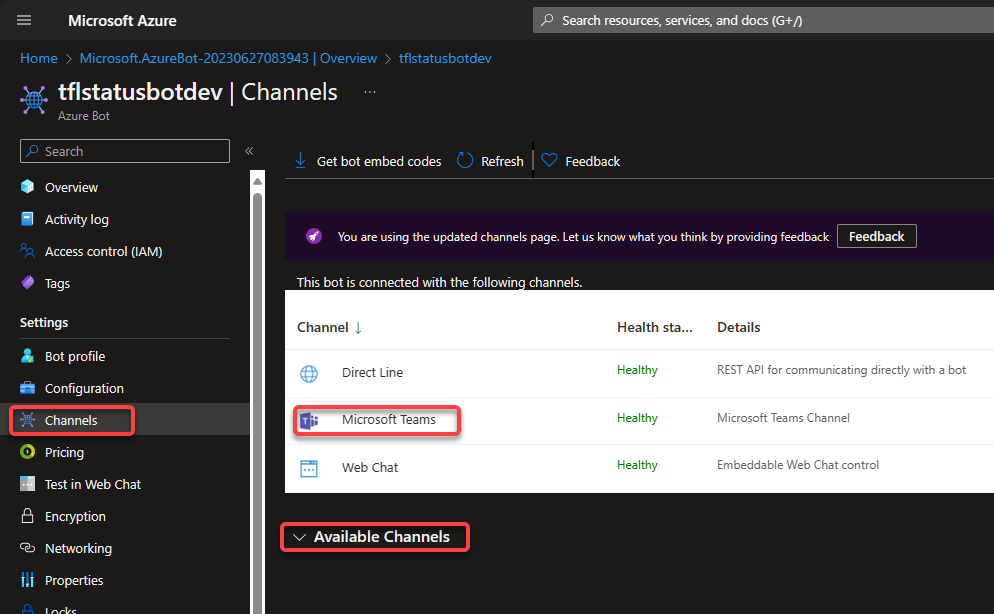 Microsoft Azure
Search resources, services, and docs (G+/)
Home > Microsoft.AzureBot-20230627083943 | Overview > tflstatusbotdev
tflstatusbotdev | Channels ...
Azure Bot
Search
«
Overview
Activity log
Access control (IAM)
Tags
Settings
Bot profile
Configuration
Channels
Pricing
Test in Web Chat
Encryption
Networking
Properties
Locks
Get bot embed codes
Refresh
Feedback
You are using the updated channels page. Let us know what you think by providing feedback
Feedback
This bot is connected with the following channels.
Channel ↓ Health sta... Details
Direct Line Healthy REST API for communicating directly with a bot
Microsoft Teams Healthy Microsoft Teams Channel
Web Chat Healthy Embeddable Web Chat control
Available Channels